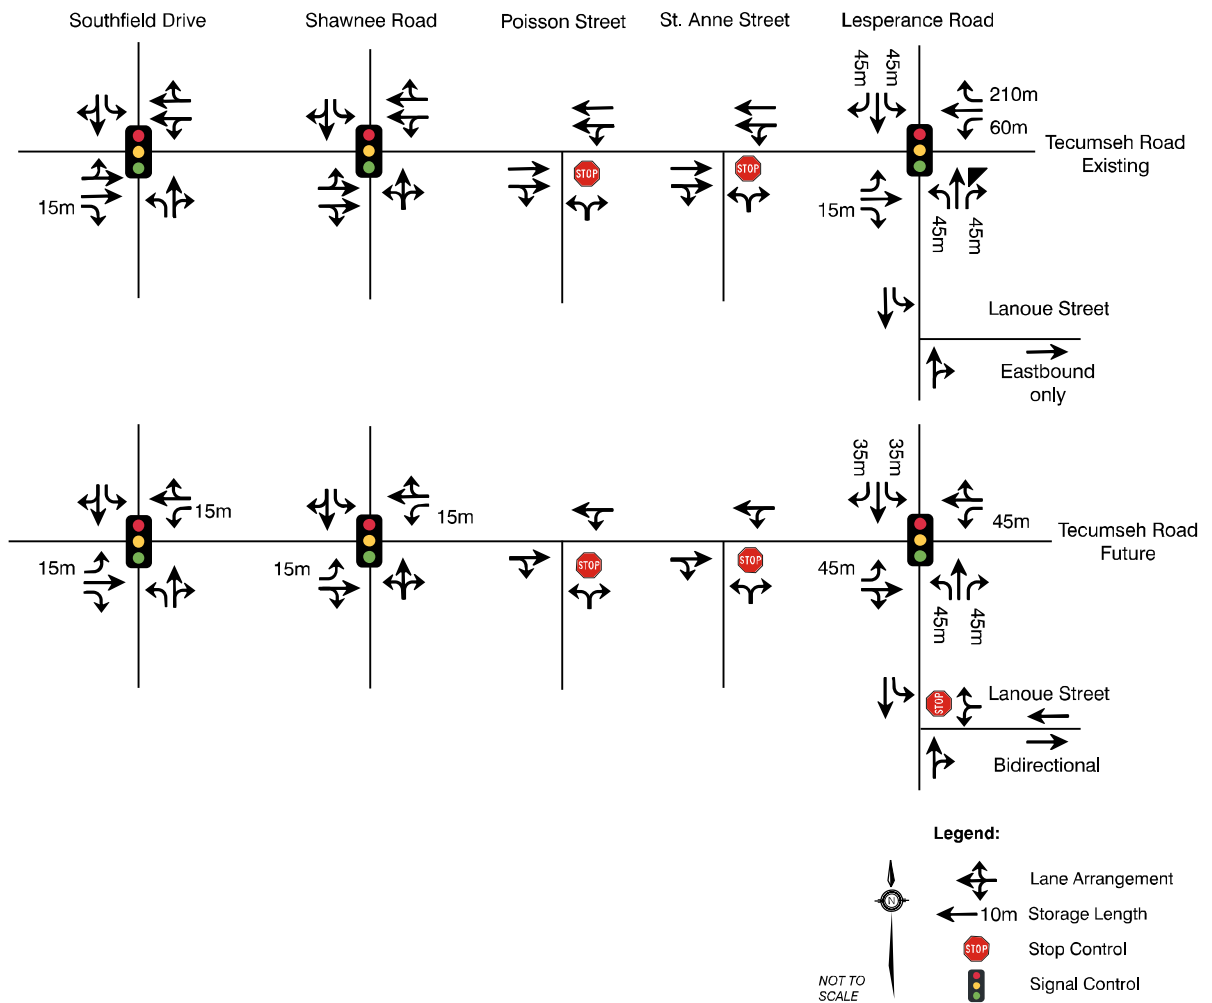 Southfield Drive
Shawnee Road
Poisson Street
St. Anne Street
Lesperance Road
45m
45m
210m
60m
Tecumseh Road
Existing
STOP
STOP
15m
15m
45m
45m
Lanoue Street
Eastbound
only
35m
35m
15m
15m
45m
Tecumseh Road
Future
STOP
STOP
15m
15m
45m
45m
45m
STOP
Lanoue Street
Bidirectional
Legend:
N
Lane Arrangement
10m Storage Length
STOP
Stop Control
Signal Control
NOT TO
SCALE